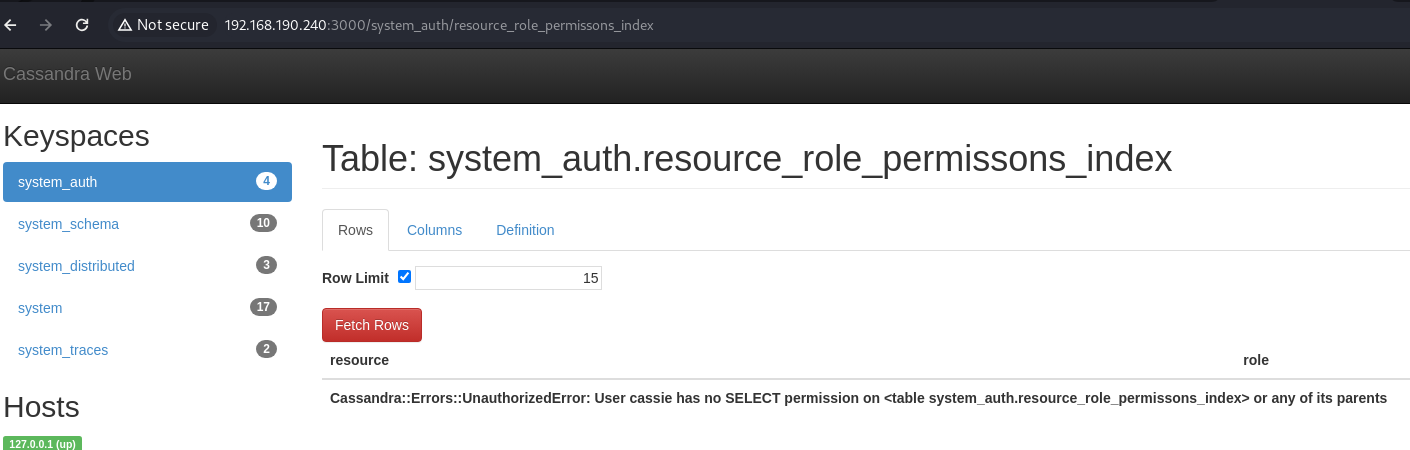 Not secure 192.168.190.240:3000/system_auth/resource_role_permissons_index
Cassandra Web
Keyspaces
system_auth 4
system_schema 10
system_distributed 3
system 17
system_traces 2
Hosts
127.0.0.1 (up)
Table: system_auth.resource_role_permissons_index
Rows Columns Definition
Row Limit 15
Fetch Rows
resource role
Cassandra::Errors::UnauthorizedError: User cassie has no SELECT permission on <table system_auth.resource_role_permissons_index> or any of its parents